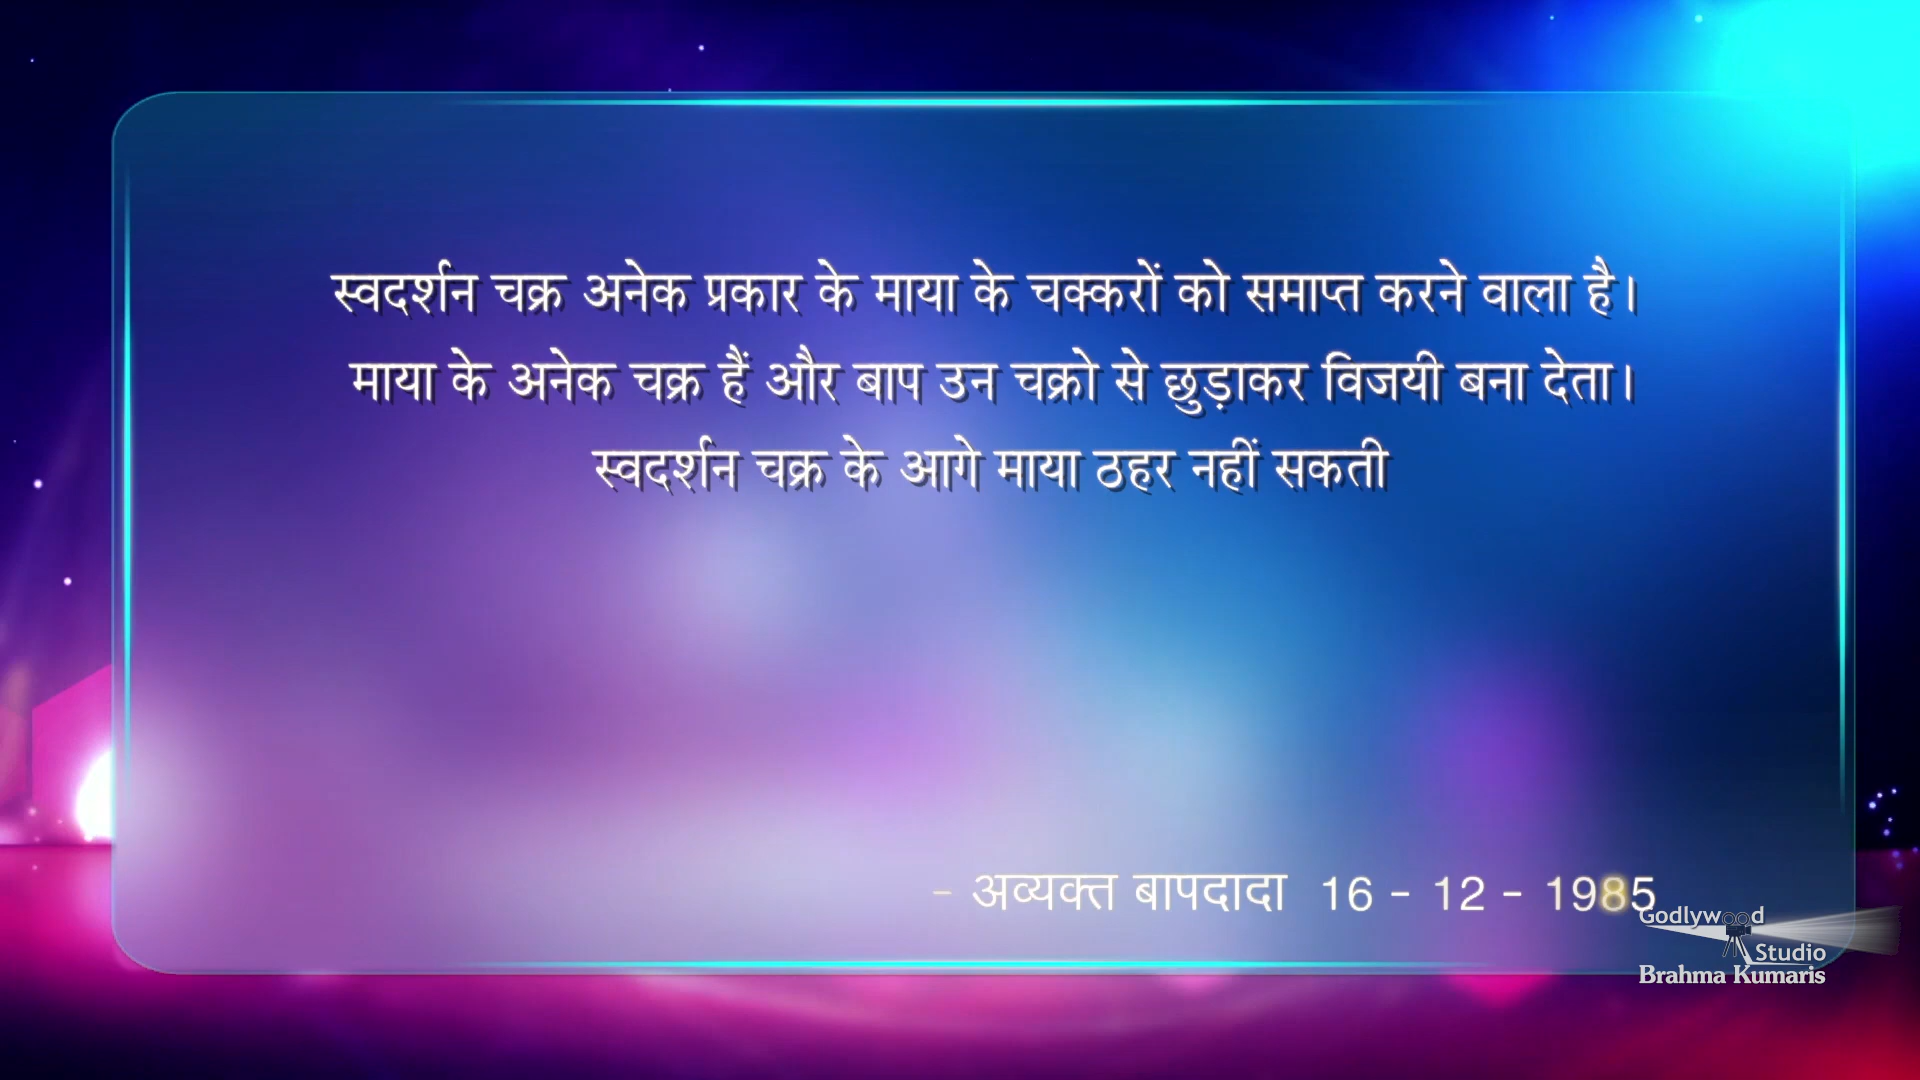 स्वदर्शन चक्र अनेक प्रकार के माया के चक्करों को समाप्त करने वाला है।
माया के अनेक चक्र हैं और बाप उन चक्रो से छुड़ाकर विजयी बना देता।
स्वदर्शन चक्र के आगे माया ठहर नहीं सकती
- अव्यक्त बापदादा 16 - 12 - 1985
Godlywood
Studio
Brahma Kumaris